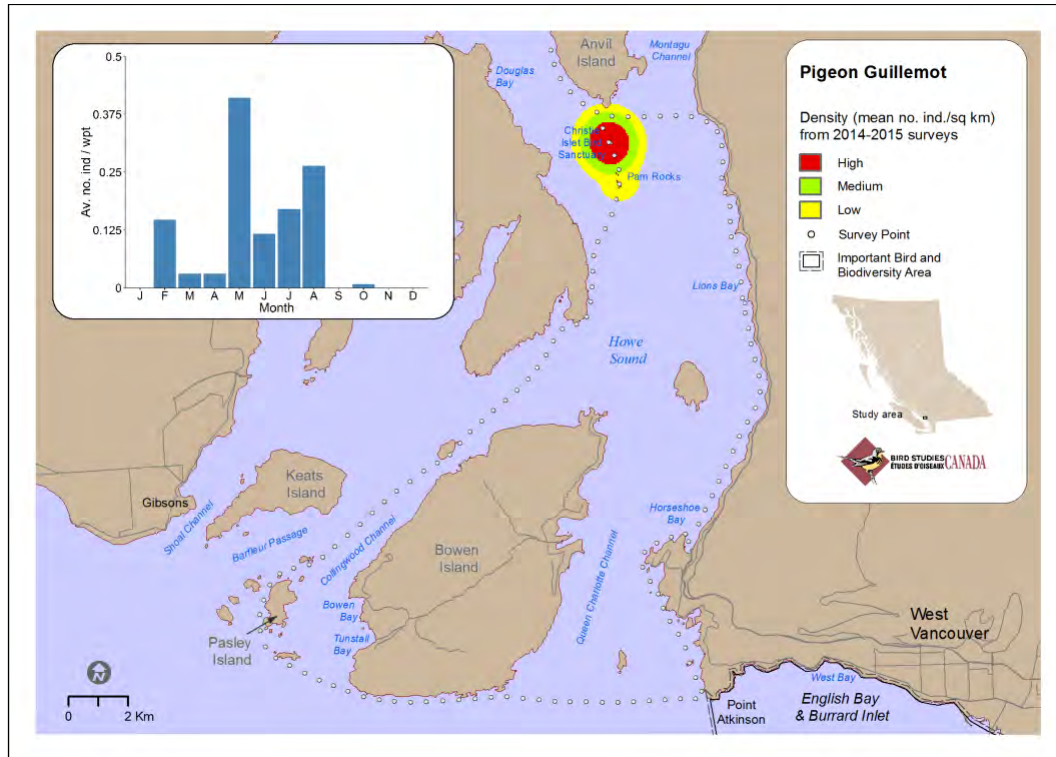 0.5
0.375
0.25
0.125
0
Av. no. ind / wpt
J F M A M J J A S O N D
Month
Anvil
Island
Montagu
Channel
Douglas
Bay
Christie
Islet Bird
Sanctuary
Pam Rocks
Lions Bay
Howe
Sound
Keats
Island
Gibsons
Shoal Channel
Barfleur Passage
Collingwood Channel
Horseshoe
Bay
Bowen
Island
Queen Charlotte Channel
Bowen
Bay
Tunstall
Bay
Pasley
Island
West
Vancouver
West Bay
Point
Atkinson
English Bay
& Burrard Inlet
N
0 2 Km
Pigeon Guillemot
Density (mean no. ind./sq km)
from 2014-2015 surveys
High
Medium
Low
Survey Point
Important Bird and
Biodiversity Area
Study area
BIRD STUDIES
ÉTUDES D'OISEAUX CANADA